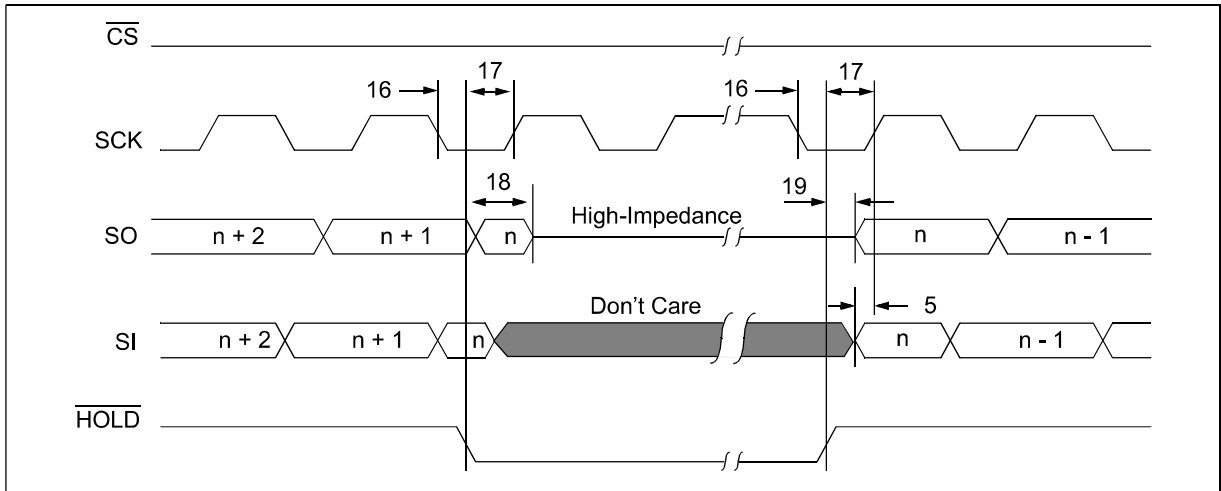 CS
16 17 16 17
SCK
18 19
High-Impedance
SO n + 2 n + 1 n n n - 1
Don't Care 5
SI n + 2 n + 1 n n n - 1
HOLD